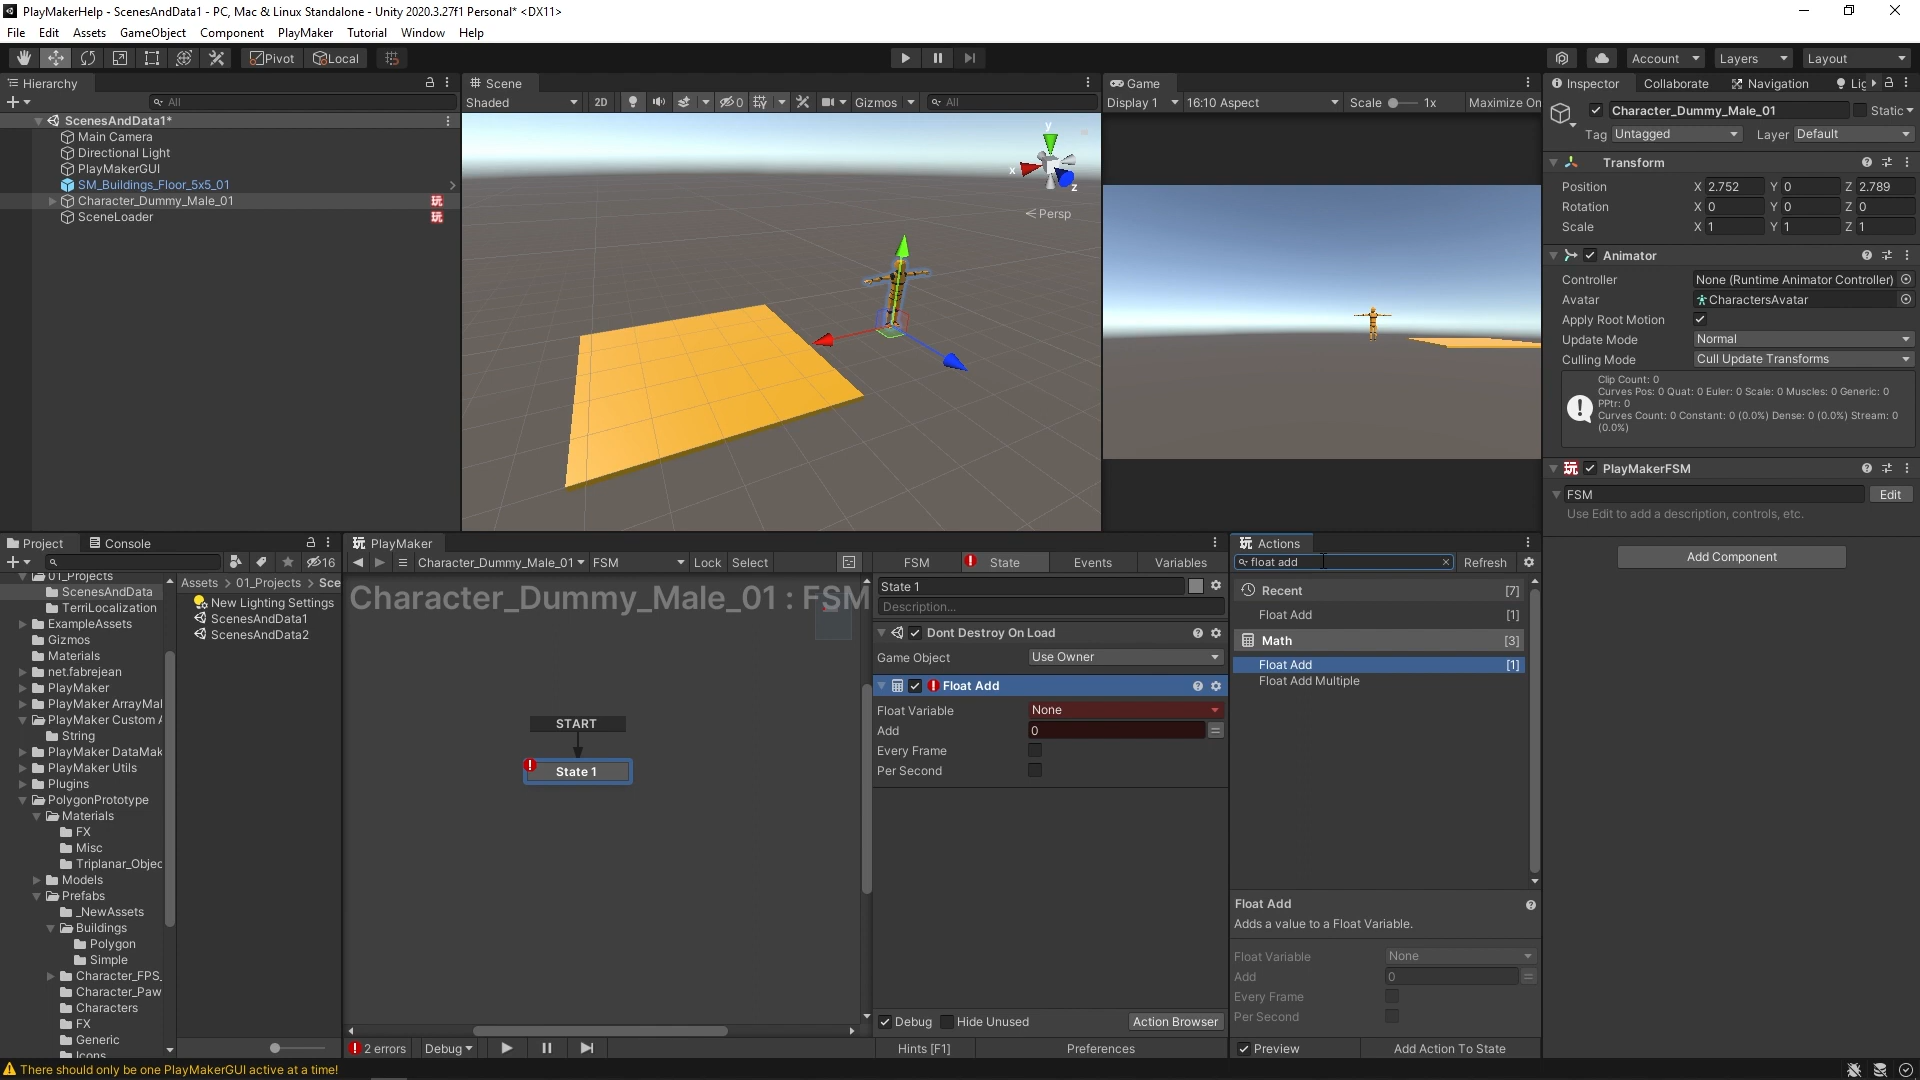 PlayMakerHelp - ScenesAndData1 - PC, Mac & Linux Standalone - Unity 2020.3.27f1 Personal* <DX11>
File Edit Assets GameObject Component PlayMaker Tutorial Window Help
Pivot Local Account Layers Layout
Hierarchy
All
ScenesAndData1*
Main Camera
Directional Light
PlayMakerGUI
SM_Buildings_Floor_5x5_01
Character_Dummy_Male_01
SceneLoader
Scene
Shaded 2D 0 Gizmos All
y
x
z
Persp
Game
Display 1 16:10 Aspect Scale 1x Maximize On
Inspector Collaborate Navigation Lig
Character_Dummy_Male_01 Static
Tag Untagged Layer Default
Transform
Position X 2.752 Y 0 Z 2.789
Rotation X 0 Y 0 Z 0
Scale X 1 Y 1 Z 1
Animator
Controller None (Runtime Animator Controller)
Avatar CharactersAvatar
Apply Root Motion
Update Mode Normal
Culling Mode Cull Update Transforms
Clip Count: 0
Curves Pos: 0 Quat: 0 Euler: 0 Scale: 0 Muscles: 0 Generic: 0
PPtr: 0
Curves Count: 0 Constant: 0 (0.0%) Dense: 0 (0.0%) Stream: 0
(0.0%)
PlayMakerFSM
FSM Edit
Use Edit to add a description, controls, etc.
Add Component
Project Console
16
01_Projects
ScenesAndData
TerriLocalization
ExampleAssets
Gizmos
Materials
net.fabrejean
PlayMaker
PlayMaker ArrayMal
PlayMaker Custom A
String
PlayMaker DataMak
PlayMaker Utils
Plugins
PolygonPrototype
Materials
FX
Misc
Triplanar_Objec
Models
Prefabs
_NewAssets
Buildings
Polygon
Simple
Character_FPS_
Character_Paw
Characters
FX
Generic
Icons
Assets > 01_Projects > Sce
New Lighting Settings
ScenesAndData1
ScenesAndData2
PlayMaker
Character_Dummy_Male_01 FSM Lock Select
Character_Dummy_Male_01 : FSM
START
State 1
2 errors Debug
FSM State Events Variables
State 1
Description...
Dont Destroy On Load
Game Object Use Owner
Float Add
Float Variable None
Add 0
Every Frame
Per Second
Debug Hide Unused Action Browser
Hints [F1] Preferences
Actions
float add Refresh
Recent [7]
Float Add [1]
Math [3]
Float Add [1]
Float Add Multiple
Float Add
Adds a value to a Float Variable.
Float Variable None
Add 0
Every Frame
Per Second
Preview Add Action To State
There should only be one PlayMakerGUI active at a time!